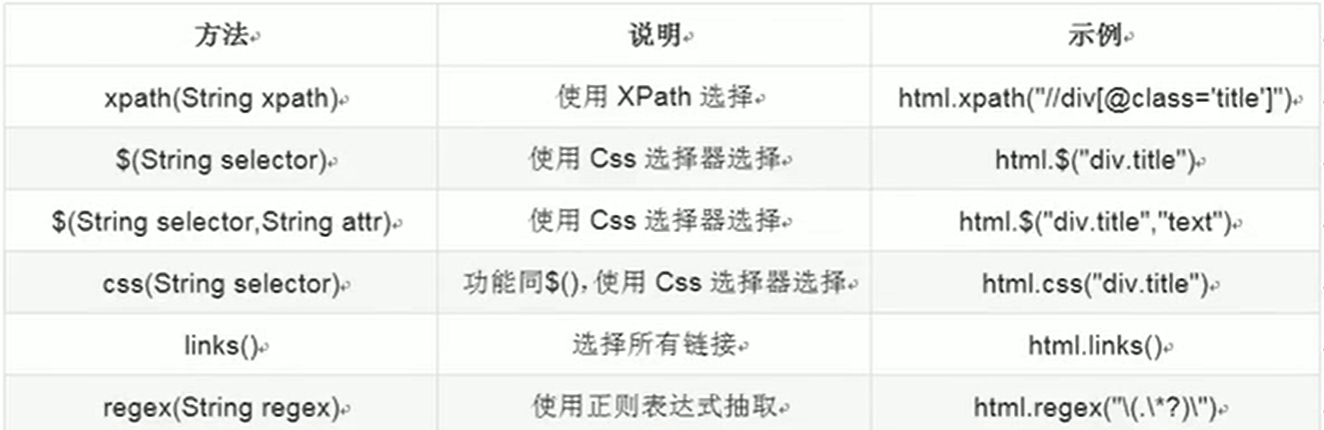 方法 说明 示例
xpath(String xpath) 使用 XPath 选择 html.xpath("//div[@class='title']")
$(String selector) 使用 Css 选择器选择 html.$("div.title")
$(String selector,String attr) 使用 Css 选择器选择 html.$("div.title","text")
css(String selector) 功能同$(),使用 Css 选择器选择 html.css("div.title")
links() 选择所有链接 html.links()
regex(String regex) 使用正则表达式抽取 html.regex("\(.\*?)\")